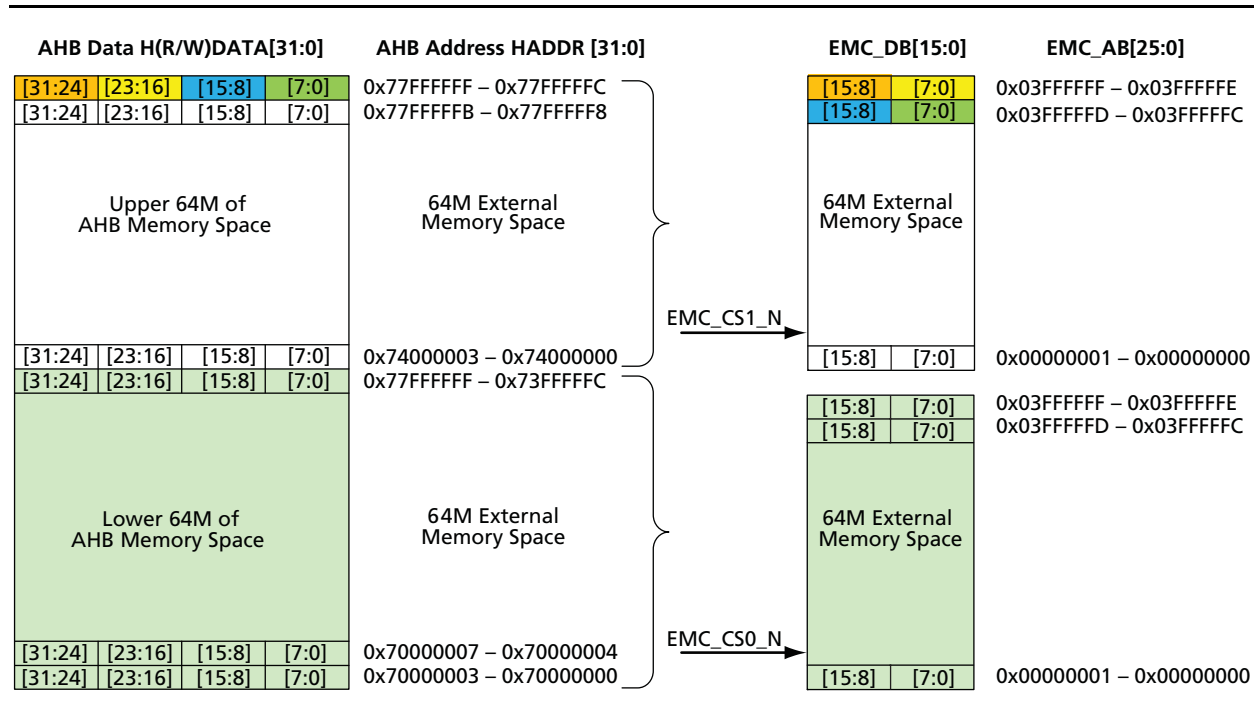 AHB Data H(R/W)DATA[31:0] AHB Address HADDR [31:0] EMC_DB[15:0] EMC_AB[25:0]
[31:24] [23:16] [15:8] [7:0] 0x77FFFFFF – 0x77FFFFFC [15:8] [7:0] 0x03FFFFFF – 0x03FFFFFE
[31:24] [23:16] [15:8] [7:0] 0x77FFFFFB – 0x77FFFFF8 [15:8] [7:0] 0x03FFFFFD – 0x03FFFFFC
Upper 64M of 64M External 64M External
AHB Memory Space Memory Space Memory Space
EMC_CS1_N
[31:24] [23:16] [15:8] [7:0] 0x74000003 – 0x74000000 [15:8] [7:0] 0x00000001 – 0x00000000
[31:24] [23:16] [15:8] [7:0] 0x77FFFFFF – 0x73FFFFFC
[15:8] [7:0] 0x03FFFFFF – 0x03FFFFFE
[15:8] [7:0] 0x03FFFFFD – 0x03FFFFFC
Lower 64M of 64M External 64M External
AHB Memory Space Memory Space Memory Space
EMC_CS0_N
[31:24] [23:16] [15:8] [7:0] 0x70000007 – 0x70000004
[31:24] [23:16] [15:8] [7:0] 0x70000003 – 0x70000000 [15:8] [7:0] 0x00000001 – 0x00000000